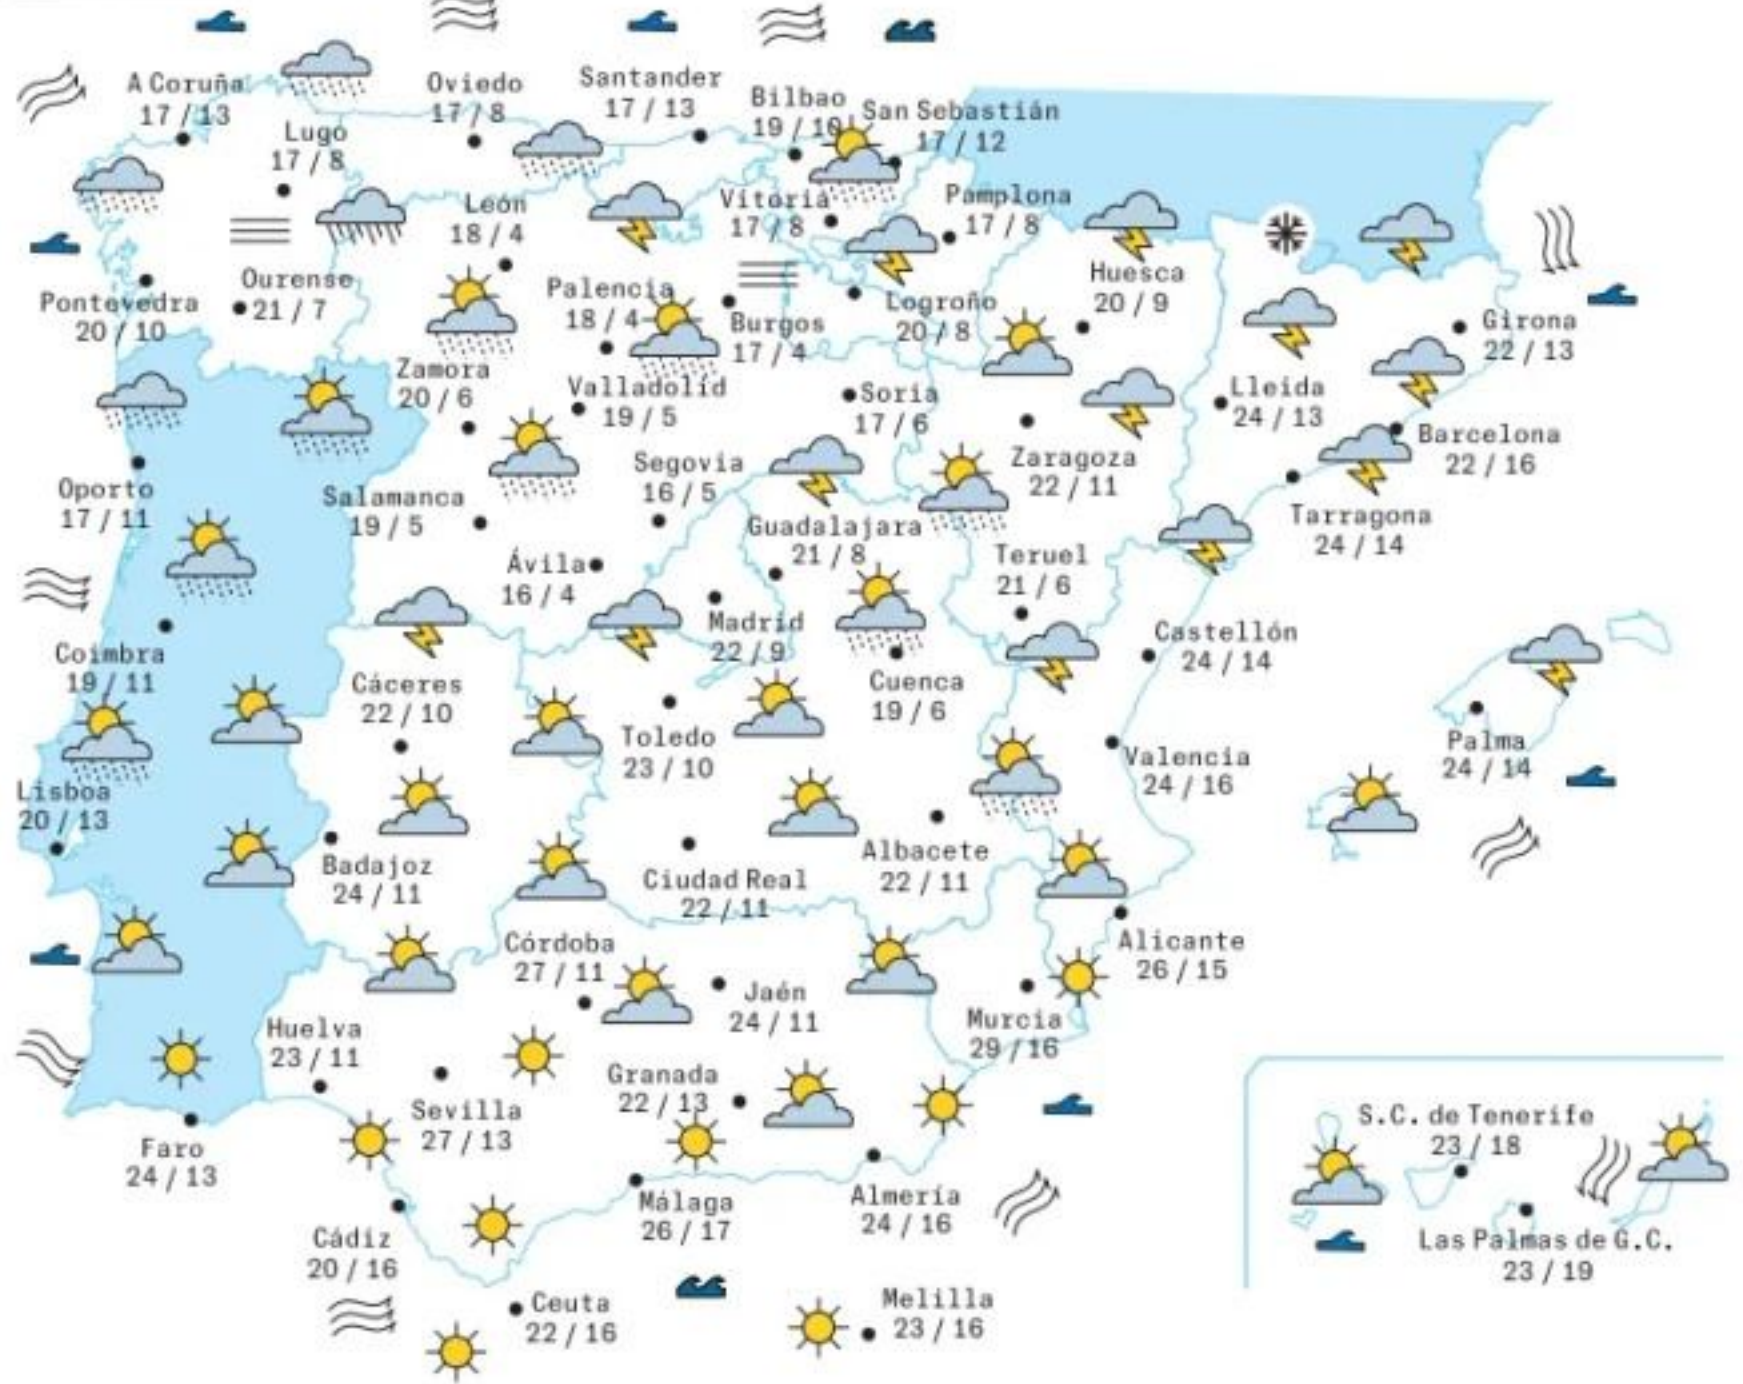 A Coruña
17 / 13
Lugo
17 / 8
Oviedo
17 / 8
Santander
17 / 13
Bilbao
19 / 10
San Sebastián
17 / 12
Pontevedra
20 / 10
Ourense
21 / 7
León
18 / 4
Palencia
18 / 4
Burgos
17 / 4
Vitoria
17 / 8
Pamplona
17 / 8
Logroño
20 / 8
Huesca
20 / 9
Girona
22 / 13
Zamora
20 / 6
Valladolid
19 / 5
Soria
17 / 6
Lleida
24 / 13
Barcelona
22 / 16
Oporto
17 / 11
Salamanca
19 / 5
Segovia
16 / 5
Zaragoza
22 / 11
Tarragona
24 / 14
Ávila
16 / 4
Guadalajara
21 / 8
Teruel
21 / 6
Madrid
22 / 9
Castellón
24 / 14
Coimbra
19 / 11
Cáceres
22 / 10
Cuenca
19 / 6
Toledo
23 / 10
Valencia
24 / 16
Palma
24 / 14
Lisboa
20 / 13
Badajoz
24 / 11
Ciudad Real
22 / 11
Albacete
22 / 11
Alicante
26 / 15
Córdoba
27 / 11
Jaén
24 / 11
Murcia
29 / 16
Huelva
23 / 11
Sevilla
27 / 13
Granada
22 / 13
Faro
24 / 13
Málaga
26 / 17
Almería
24 / 16
Cádiz
20 / 16
Ceuta
22 / 16
Melilla
23 / 16
S.C. de Tenerife
23 / 18
Las Palmas de G.C.
23 / 19